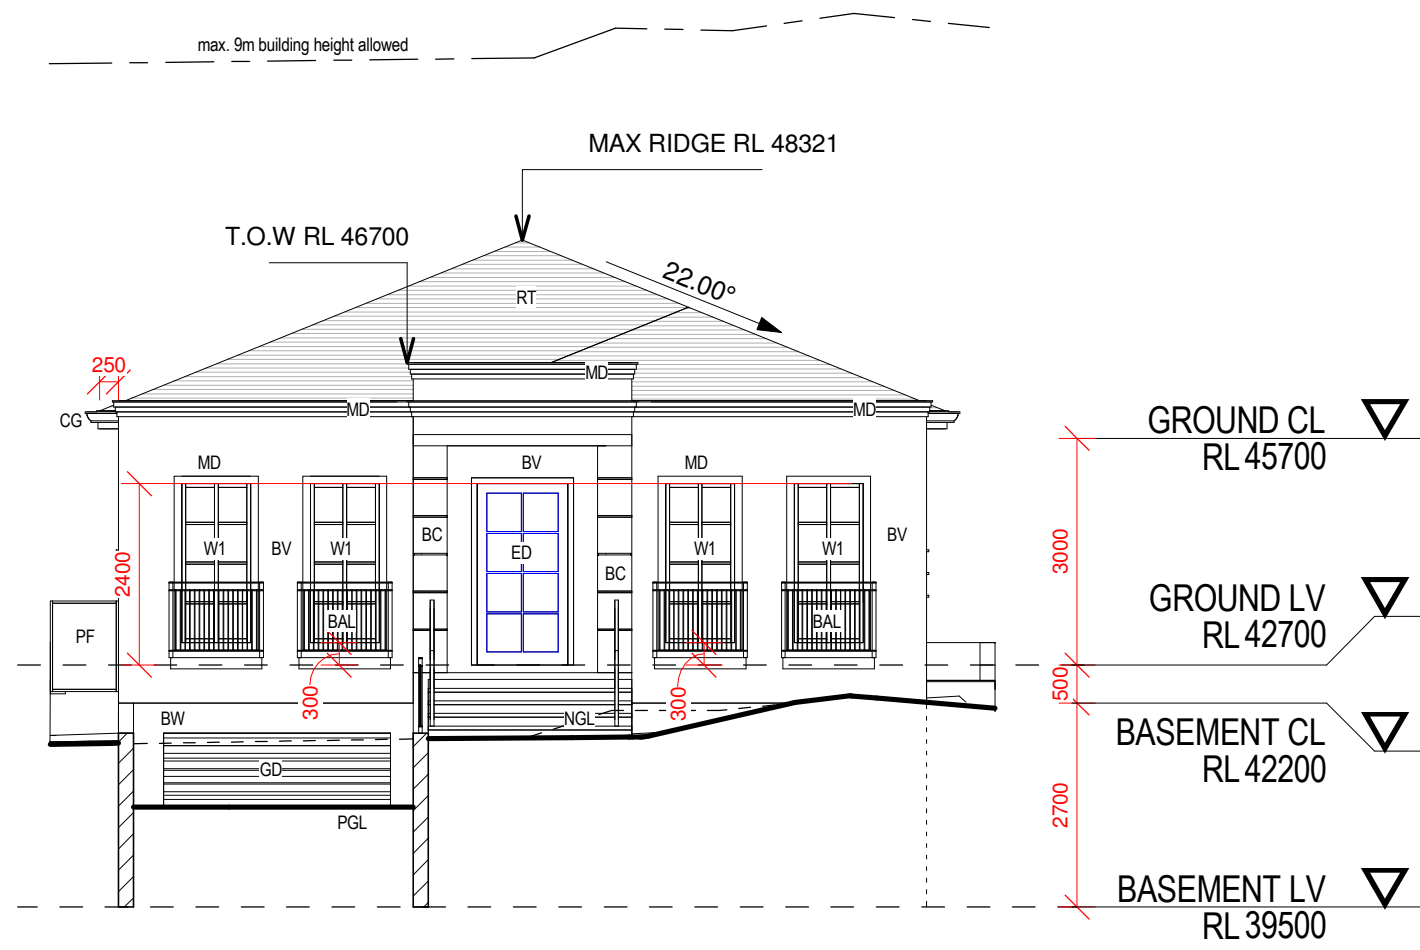 max. 9m building height allowed
MAX RIDGE RL 48321
T.O.W RL 46700
22.00°
RT
250
MD
CG
MD
MD
GROUND CL
RL 45700
MD
BV
MD
W1
BV
W1
BC
ED
BC
W1
W1
BV
2400
3000
BAL
BAL
GROUND LV
RL 42700
PF
300
300
500
BW
NGL
BASEMENT CL
RL 42200
GD
PGL
2700
BASEMENT LV
RL 39500